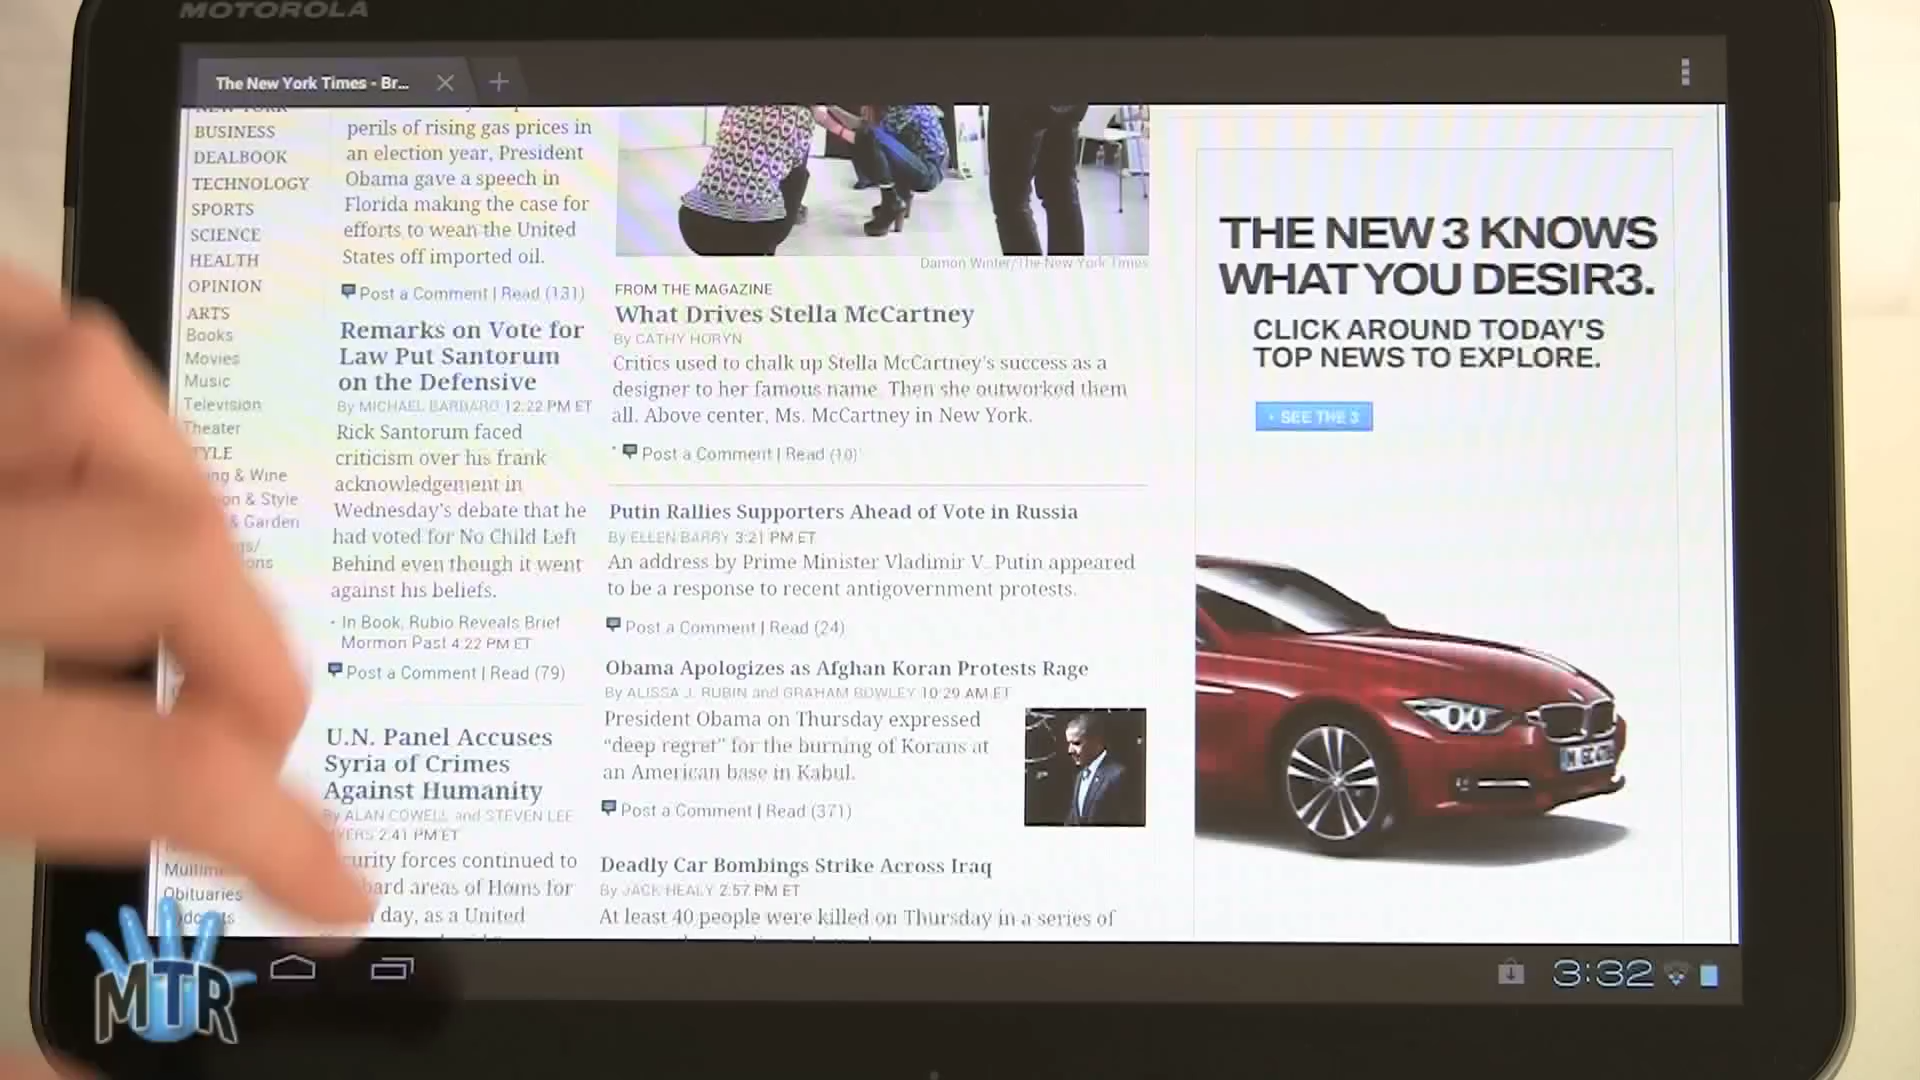 MOTOROLA
The New York Times - Br...
BUSINESS
DEALBOOK
TECHNOLOGY
SPORTS
SCIENCE
HEALTH
OPINION
ARTS
Books
Movies
Music
Television
Theater
& Wine
& Style
& Garden
Obituaries
perils of rising gas prices in
an election year, President
Obama gave a speech in
Florida making the case for
efforts to wean the United
States off imported oil.
Post a Comment | Read (131)
Remarks on Vote for
Law Put Santorum
on the Defensive
By MICHAEL BARBARO 12:22 PM ET
Rick Santorum faced
criticism over his frank
acknowledgement in
Wednesday's debate that he
had voted for No Child Left
Behind even though it went
against his beliefs.
In Book, Rubio Reveals Brief
Mormon Past 4:22 PM ET
Post a Comment | Read (79)
U.N. Panel Accuses
Syria of Crimes
Against Humanity
By ALAN COWELL and STEVEN LEE
2:41 PM ET
forces continued to
areas of Homs for
day, as a United
Damon Winter/The New York Times
FROM THE MAGAZINE
What Drives Stella McCartney
By CATHY HORYN
Critics used to chalk up Stella McCartney's success as a
designer to her famous name. Then she outworked them
all. Above center, Ms. McCartney in New York.
Post a Comment | Read (10)
Putin Rallies Supporters Ahead of Vote in Russia
By ELLEN BARRY 3:21 PM ET
An address by Prime Minister Vladimir V. Putin appeared
to be a response to recent antigovernment protests.
Post a Comment | Read (24)
Obama Apologizes as Afghan Koran Protests Rage
By ALISSA J. RUBIN and GRAHAM BOWLEY 10:29 AM ET
President Obama on Thursday expressed
"deep regret" for the burning of Korans at
an American base in Kabul.
Post a Comment | Read (371)
Deadly Car Bombings Strike Across Iraq
By JACK HEALY 2:57 PM ET
At least 40 people were killed on Thursday in a series of
THE NEW 3 KNOWS
WHAT YOU DESIR3.
CLICK AROUND TODAY'S
TOP NEWS TO EXPLORE.
SEE THE 3
MTR
3:32